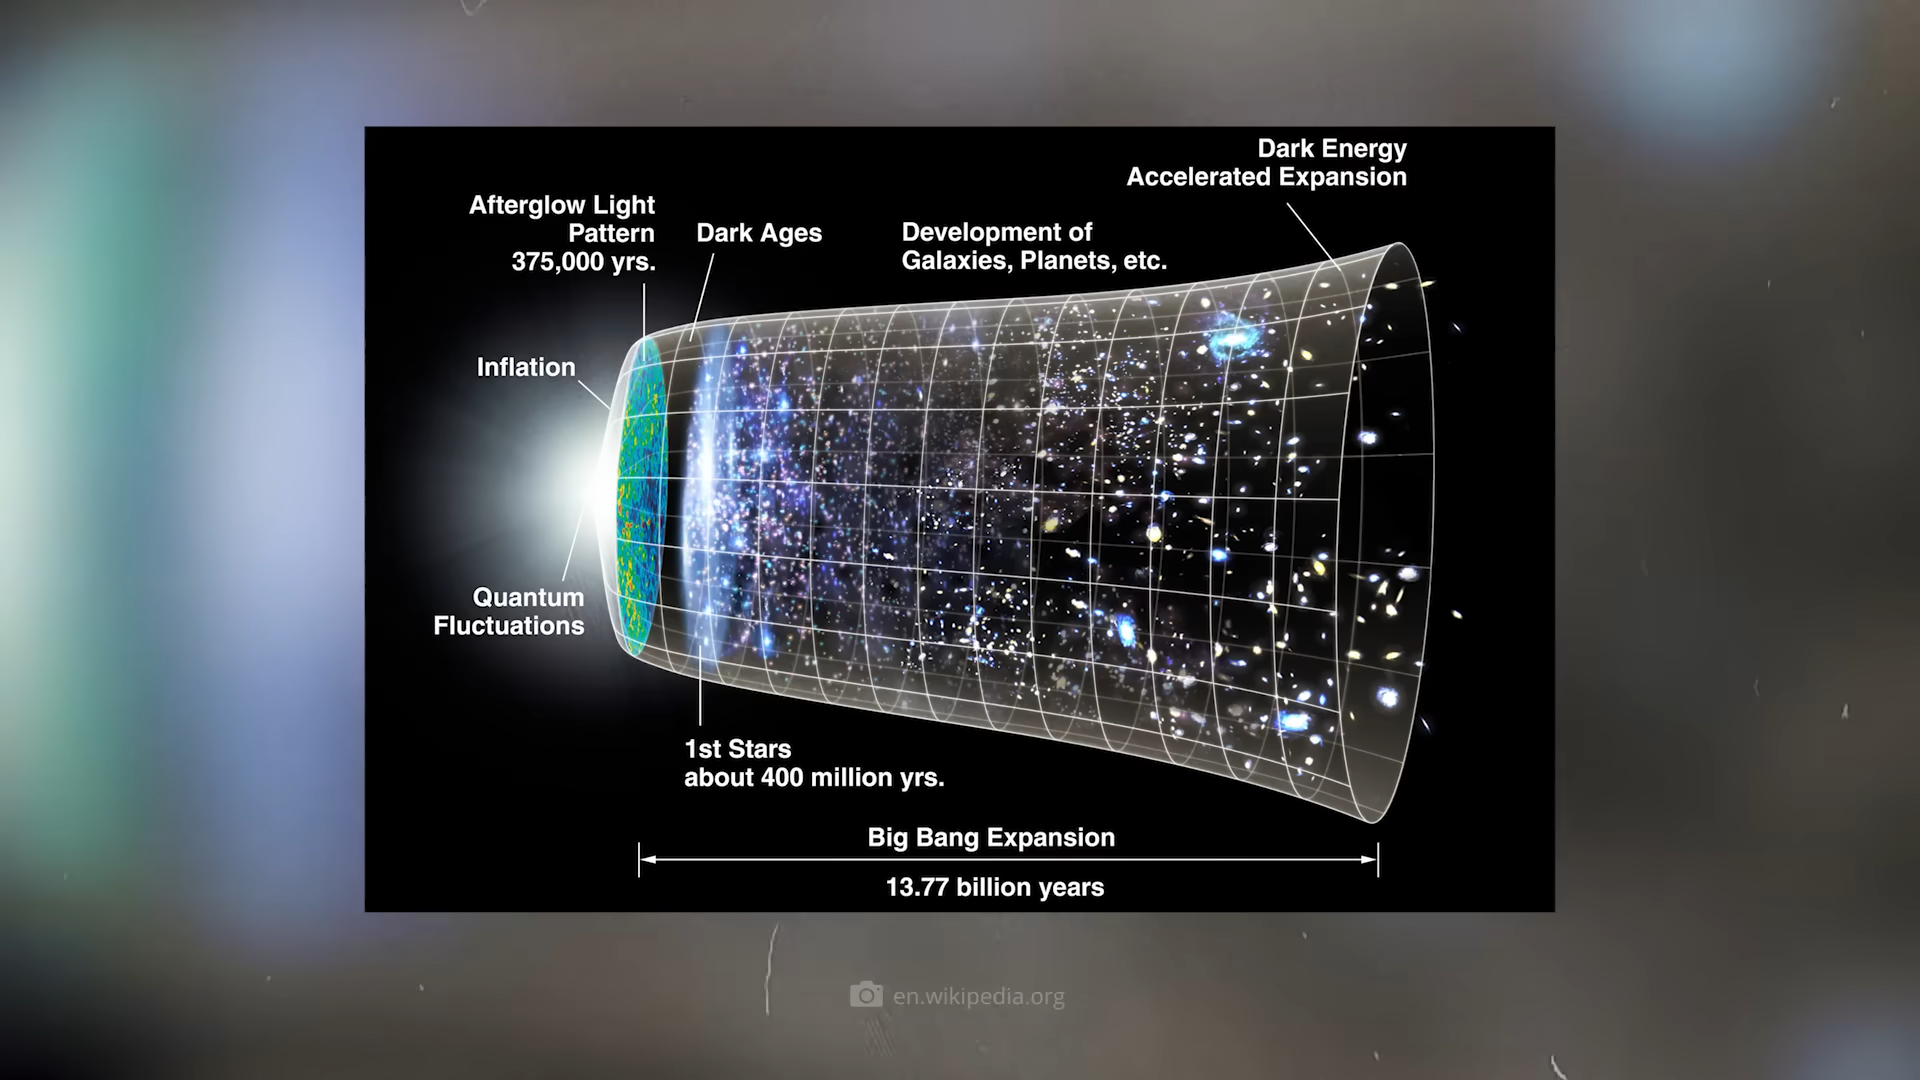 Dark Energy
Accelerated Expansion
Afterglow Light
Pattern
375,000 yrs.
Dark Ages
Development of
Galaxies, Planets, etc.
Inflation
Quantum
Fluctuations
1st Stars
about 400 million yrs.
Big Bang Expansion
13.77 billion years
en.wikipedia.org